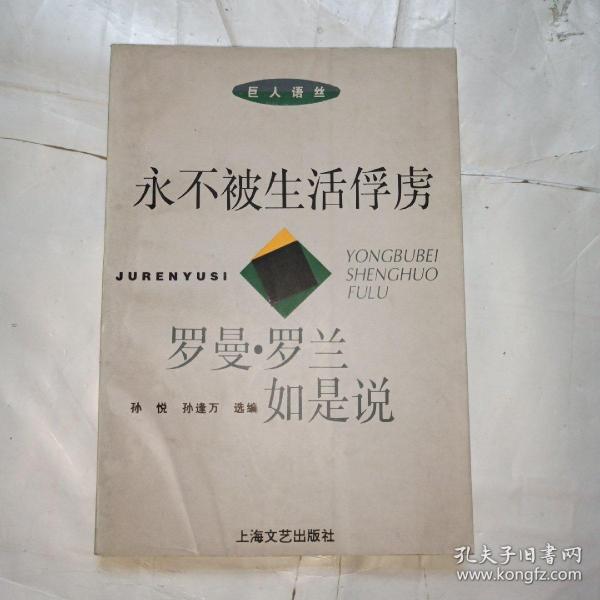 巨人语丝
永不被生活俘虏
JURENYUSI
YONGBUBEI
SHENGHUO
FULU
罗曼·罗兰
如是说
孙 悦 孙逢万 选编
上海文艺出版社
孔夫子旧书网
www.kongfz.com